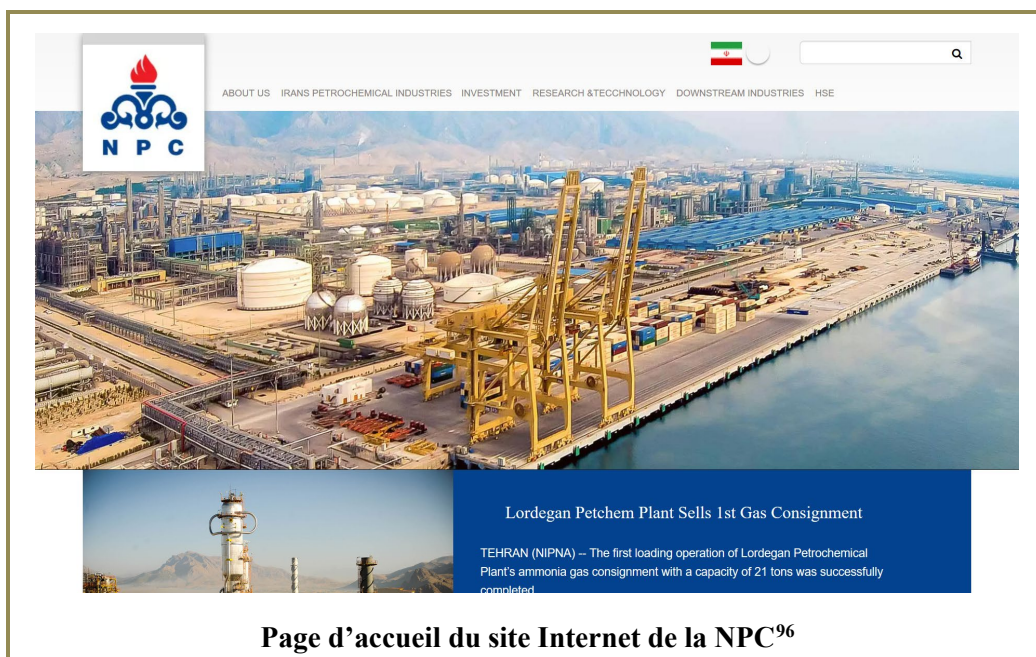 ABOUT US IRANS PETROCHEMICAL INDUSTRIES INVESTMENT RESEARCH &TECCHNOLOGY DOWNSTREAM INDUSTRIES HSE
N P C
Lordegan Petchem Plant Sells 1st Gas Consignment
TEHRAN (NIPNA) -- The first loading operation of Lordegan Petrochemical
Plant's ammonia gas consignment with a capacity of 21 tons was successfully
completed
Page d’accueil du site Internet de la NPC⁹⁶